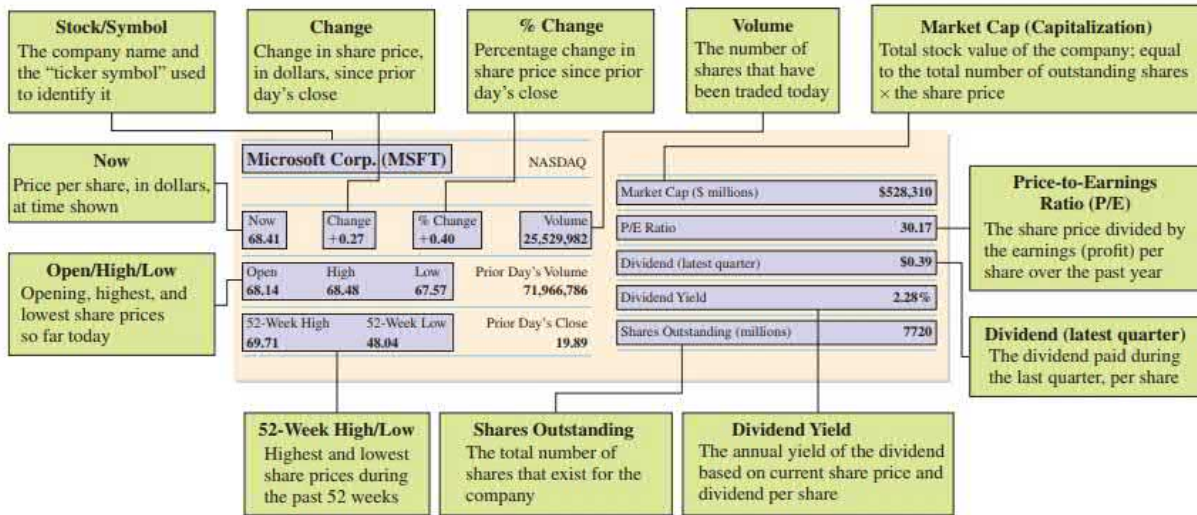 Stock/Symbol
The company name and
the “ticker symbol” used
to identify it
Change
Change in share price,
in dollars, since prior
day’s close
% Change
Percentage change in
share price since prior
day’s close
Volume
The number of
shares that have
been traded today
Market Cap (Capitalization)
Total stock value of the company; equal
to the total number of outstanding shares
× the share price
Now
Price per share, in dollars,
at time shown
Open/High/Low
Opening, highest, and
lowest share prices
so far today
Microsoft Corp. (MSFT) NASDAQ
Now Change % Change Volume
68.41 +0.27 +0.40 25,529,982
Open High Low Prior Day’s Volume
68.14 68.48 67.57 71,966,786
52-Week High 52-Week Low Prior Day’s Close
69.71 48.04 19.89
Market Cap ($ millions) $528,310
P/E Ratio 30.17
Dividend (latest quarter) $0.39
Dividend Yield 2.28%
Shares Outstanding (millions) 7720
Price-to-Earnings
Ratio (P/E)
The share price divided by
the earnings (profit) per
share over the past year
Dividend (latest quarter)
The dividend paid during
the last quarter, per share
52-Week High/Low
Highest and lowest
share prices during
the past 52 weeks
Shares Outstanding
The total number of
shares that exist for the
company
Dividend Yield
The annual yield of the dividend
based on current share price and
dividend per share